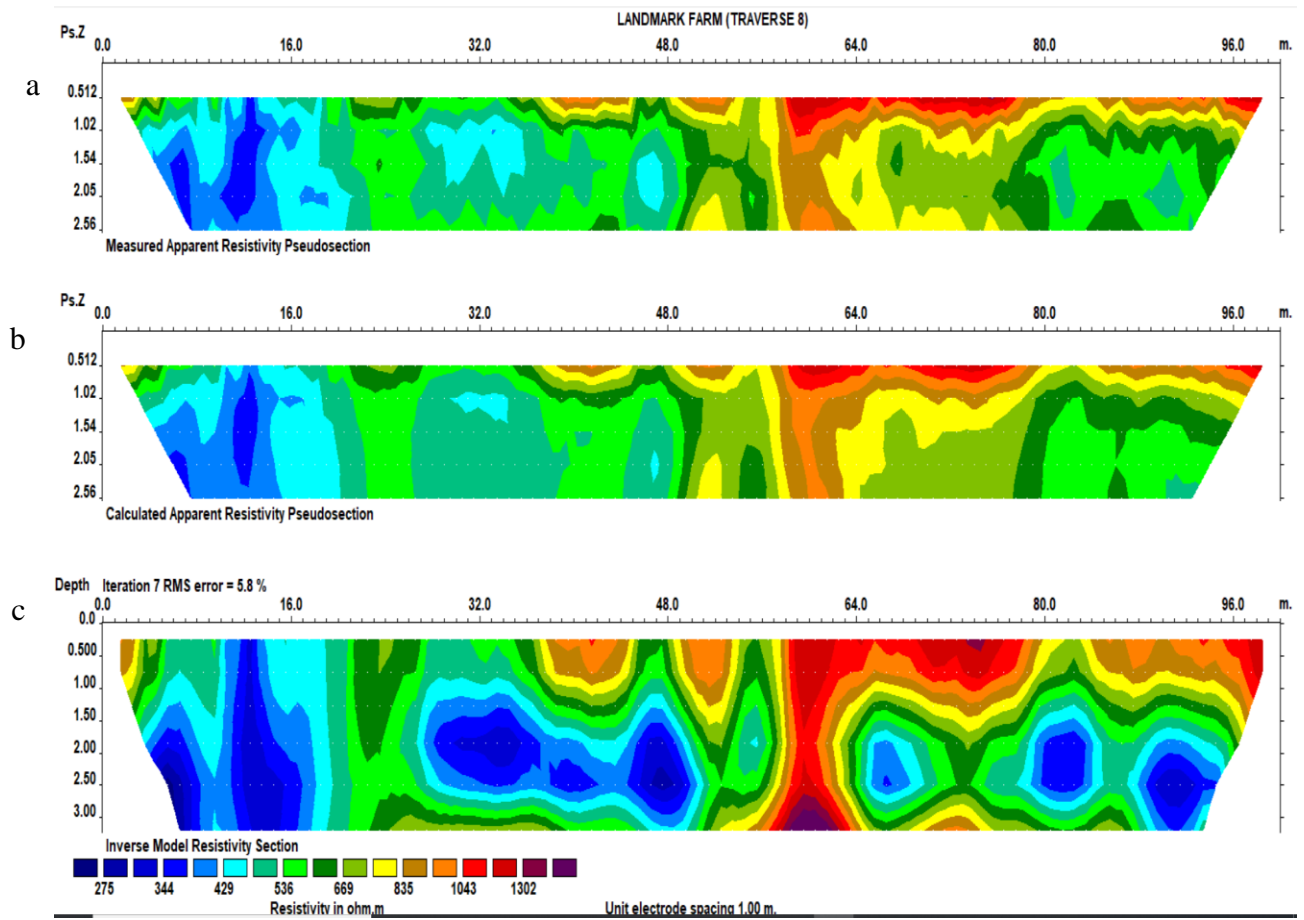 LANDMARK FARM (TRAVERSE 8)
Ps.Z
0.0 16.0 32.0 48.0 64.0 80.0 96.0 m.
a
0.512
1.02
1.54
2.05
2.56
Measured Apparent Resistivity Pseudosection
Ps.Z
0.0 16.0 32.0 48.0 64.0 80.0 96.0 m.
b
0.512
1.02
1.54
2.05
2.56
Calculated Apparent Resistivity Pseudosection
Depth Iteration 7 RMS error = 5.8 %
0.0 16.0 32.0 48.0 64.0 80.0 96.0 m.
c
0.0
0.500
1.00
1.50
2.00
2.50
3.00
Inverse Model Resistivity Section
275 344 429 536 669 835 1043 1302
Resistivity in ohm.m Unit electrode spacing 1.00 m.